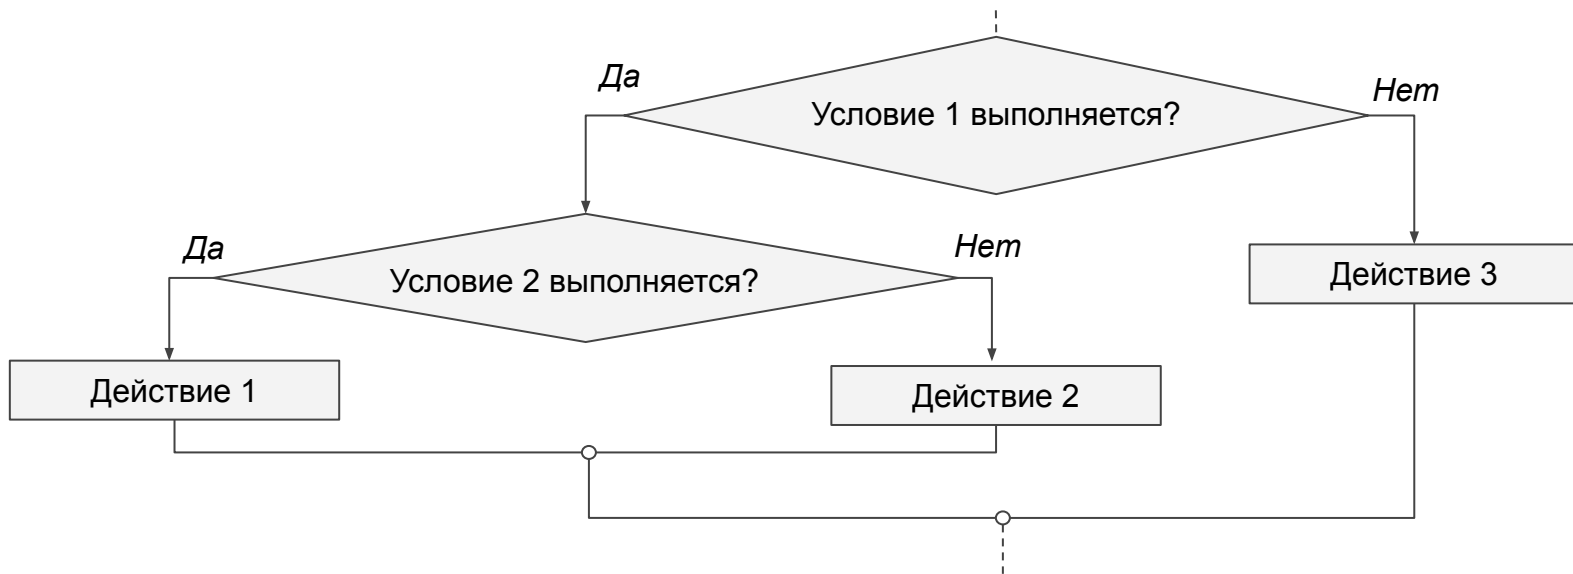 Да
Нет
Условие 1 выполняется?
Да
Нет
Условие 2 выполняется?
Действие 3
Действие 1
Действие 2